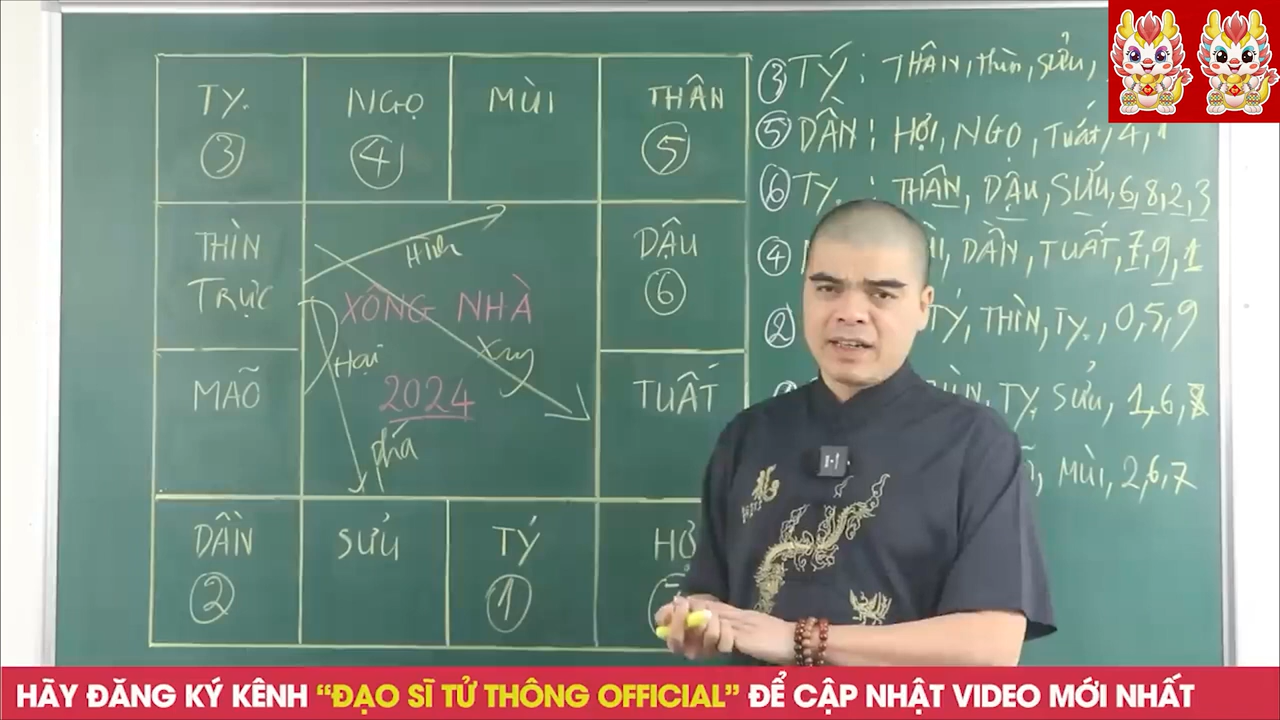 TỴ. NGỌ MÙI THÂN
③ ④ ⑤
THÌN TRỰC
DẬU
⑥
MÃO
TUẤT
Hình
Hại
Xung
phá
XÔNG NHÀ
2024
DẦN SỬU TÝ
② ①
③ TÝ: THÂN, Thìn, SỬU,
⑤ DẦN: HỢI, NGỌ, Tuất, 4, 1
⑥ TỴ.: THÂN, DẬU, SỬU, 6, 8, 2, 3
④ DẦN, TUẤT, 7, 9, 1
② TÝ, THÌN, TỴ., 0, 5, 9
TỴ, SỬU, 1, 6,
MÙI, 2, 6, 7
HÃY ĐĂNG KÝ KÊNH “ĐẠO SĨ TỬ THÔNG OFFICIAL” ĐỂ CẬP NHẬT VIDEO MỚI NHẤT